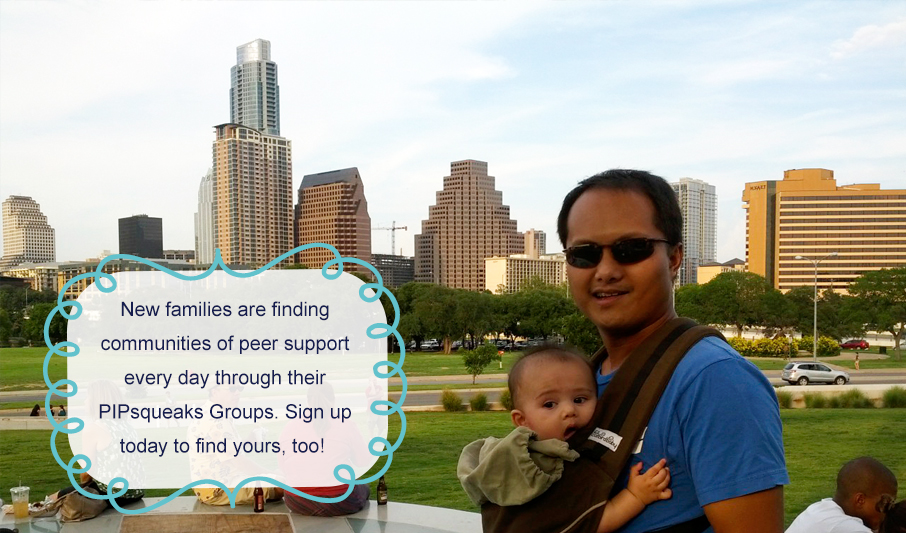 HYATT
New families are finding
communities of peer support
every day through their
PIPsqueaks Groups. Sign up
today to find yours, too!